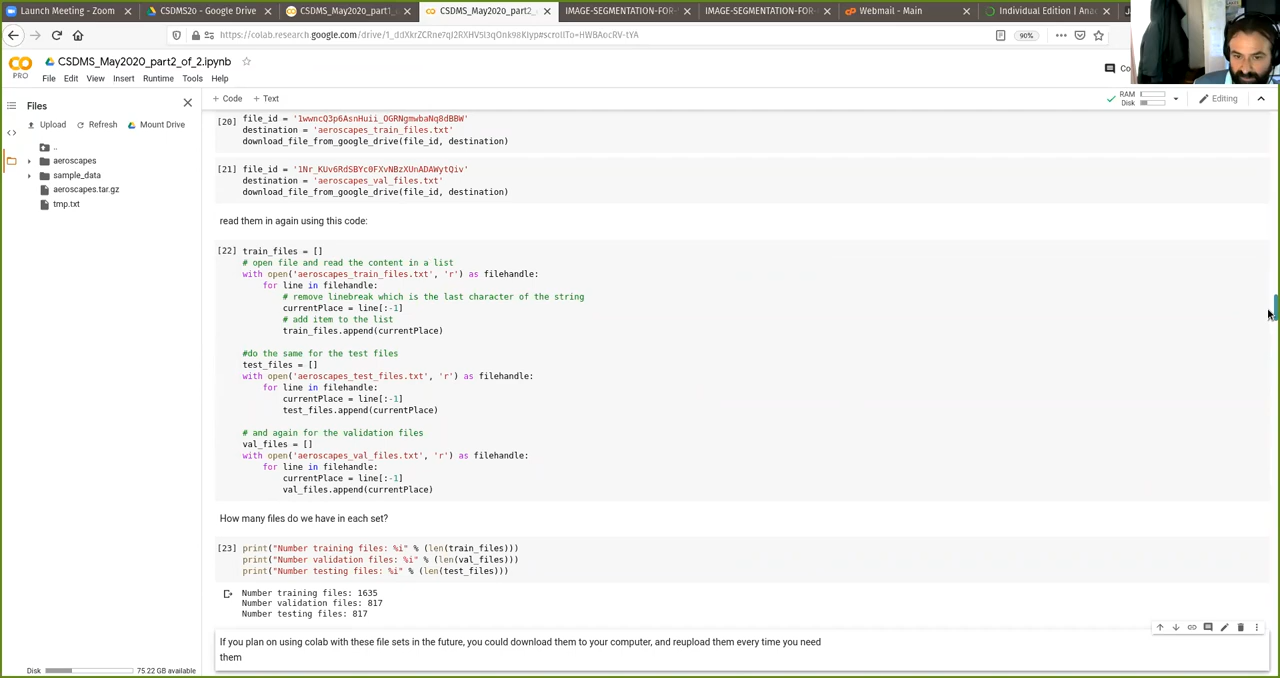 Launch Meeting - Zoom
CSDMS2o - Google Drive
CSDMS_May2020_part1_
CSDMS_May2020_part2_
IMAGE-SEGMENTATION-FOR-
IMAGE-SEGMENTATION-FOR-
Webmail - Main
Individual Edition | Ana
90%
CO
PRO
CSDMS_May2020_part2_of_2.ipynb
File Edit View Insert Runtime Tools Help
Co
+ Code + Text
RAM
Disk
Editing
Files
Upload Refresh Mount Drive
..
aeroscapes
sample_data
aeroscapes.tar.gz
tmp.txt
Disk 75.22 GB available
destination = 'aeroscapes_train_files.txt'
download_file_from_google_drive(file_id, destination)
[21] file_id = '1Nr_KUv6RdSBYc0FXvNBzXUnADAWytQiv'
destination = 'aeroscapes_val_files.txt'
download_file_from_google_drive(file_id, destination)
read them in again using this code:
[22] train_files = []
# open file and read the content in a list
with open('aeroscapes_train_files.txt', 'r') as filehandle:
for line in filehandle:
# remove linebreak which is the last character of the string
currentPlace = line[:-1]
# add item to the list
train_files.append(currentPlace)
#do the same for the test files
test_files = []
with open('aeroscapes_test_files.txt', 'r') as filehandle:
for line in filehandle:
currentPlace = line[:-1]
test_files.append(currentPlace)
# and again for the validation files
val_files = []
with open('aeroscapes_val_files.txt', 'r') as filehandle:
for line in filehandle:
currentPlace = line[:-1]
val_files.append(currentPlace)
How many files do we have in each set?
[23] print("Number training files: %i" % (len(train_files)))
print("Number validation files: %i" % (len(val_files)))
print("Number testing files: %i" % (len(test_files)))
Number training files: 1635
Number validation files: 817
Number testing files: 817
If you plan on using colab with these file sets in the future, you could download them to your computer, and reupload them every time you need
them